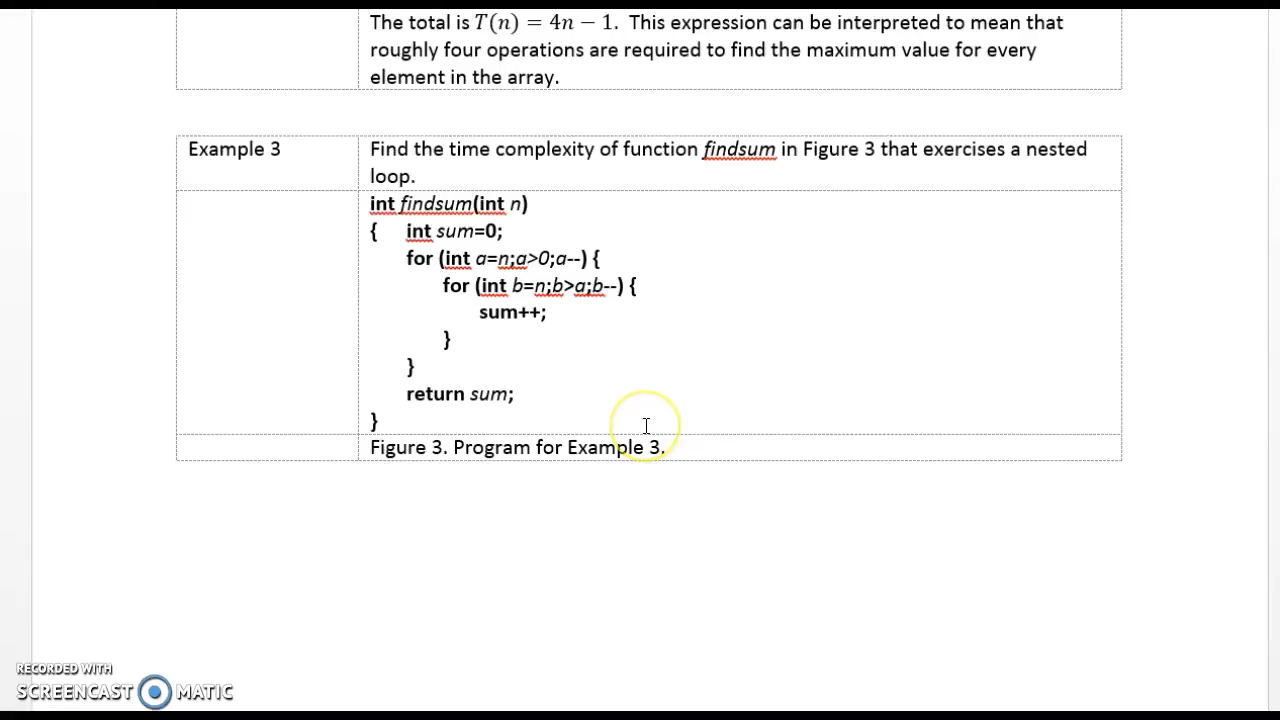 The total is T(n) = 4n − 1. This expression can be interpreted to mean that
roughly four operations are required to find the maximum value for every
element in the array.
Example 3
Find the time complexity of function findsum in Figure 3 that exercises a nested
loop.
int findsum(int n)
{ int sum=0;
for (int a=n;a>0;a--) {
for (int b=n;b>a;b--) {
sum++;
}
}
return sum;
}
Figure 3. Program for Example 3.
RECORDED WITH
SCREENCAST MATIC